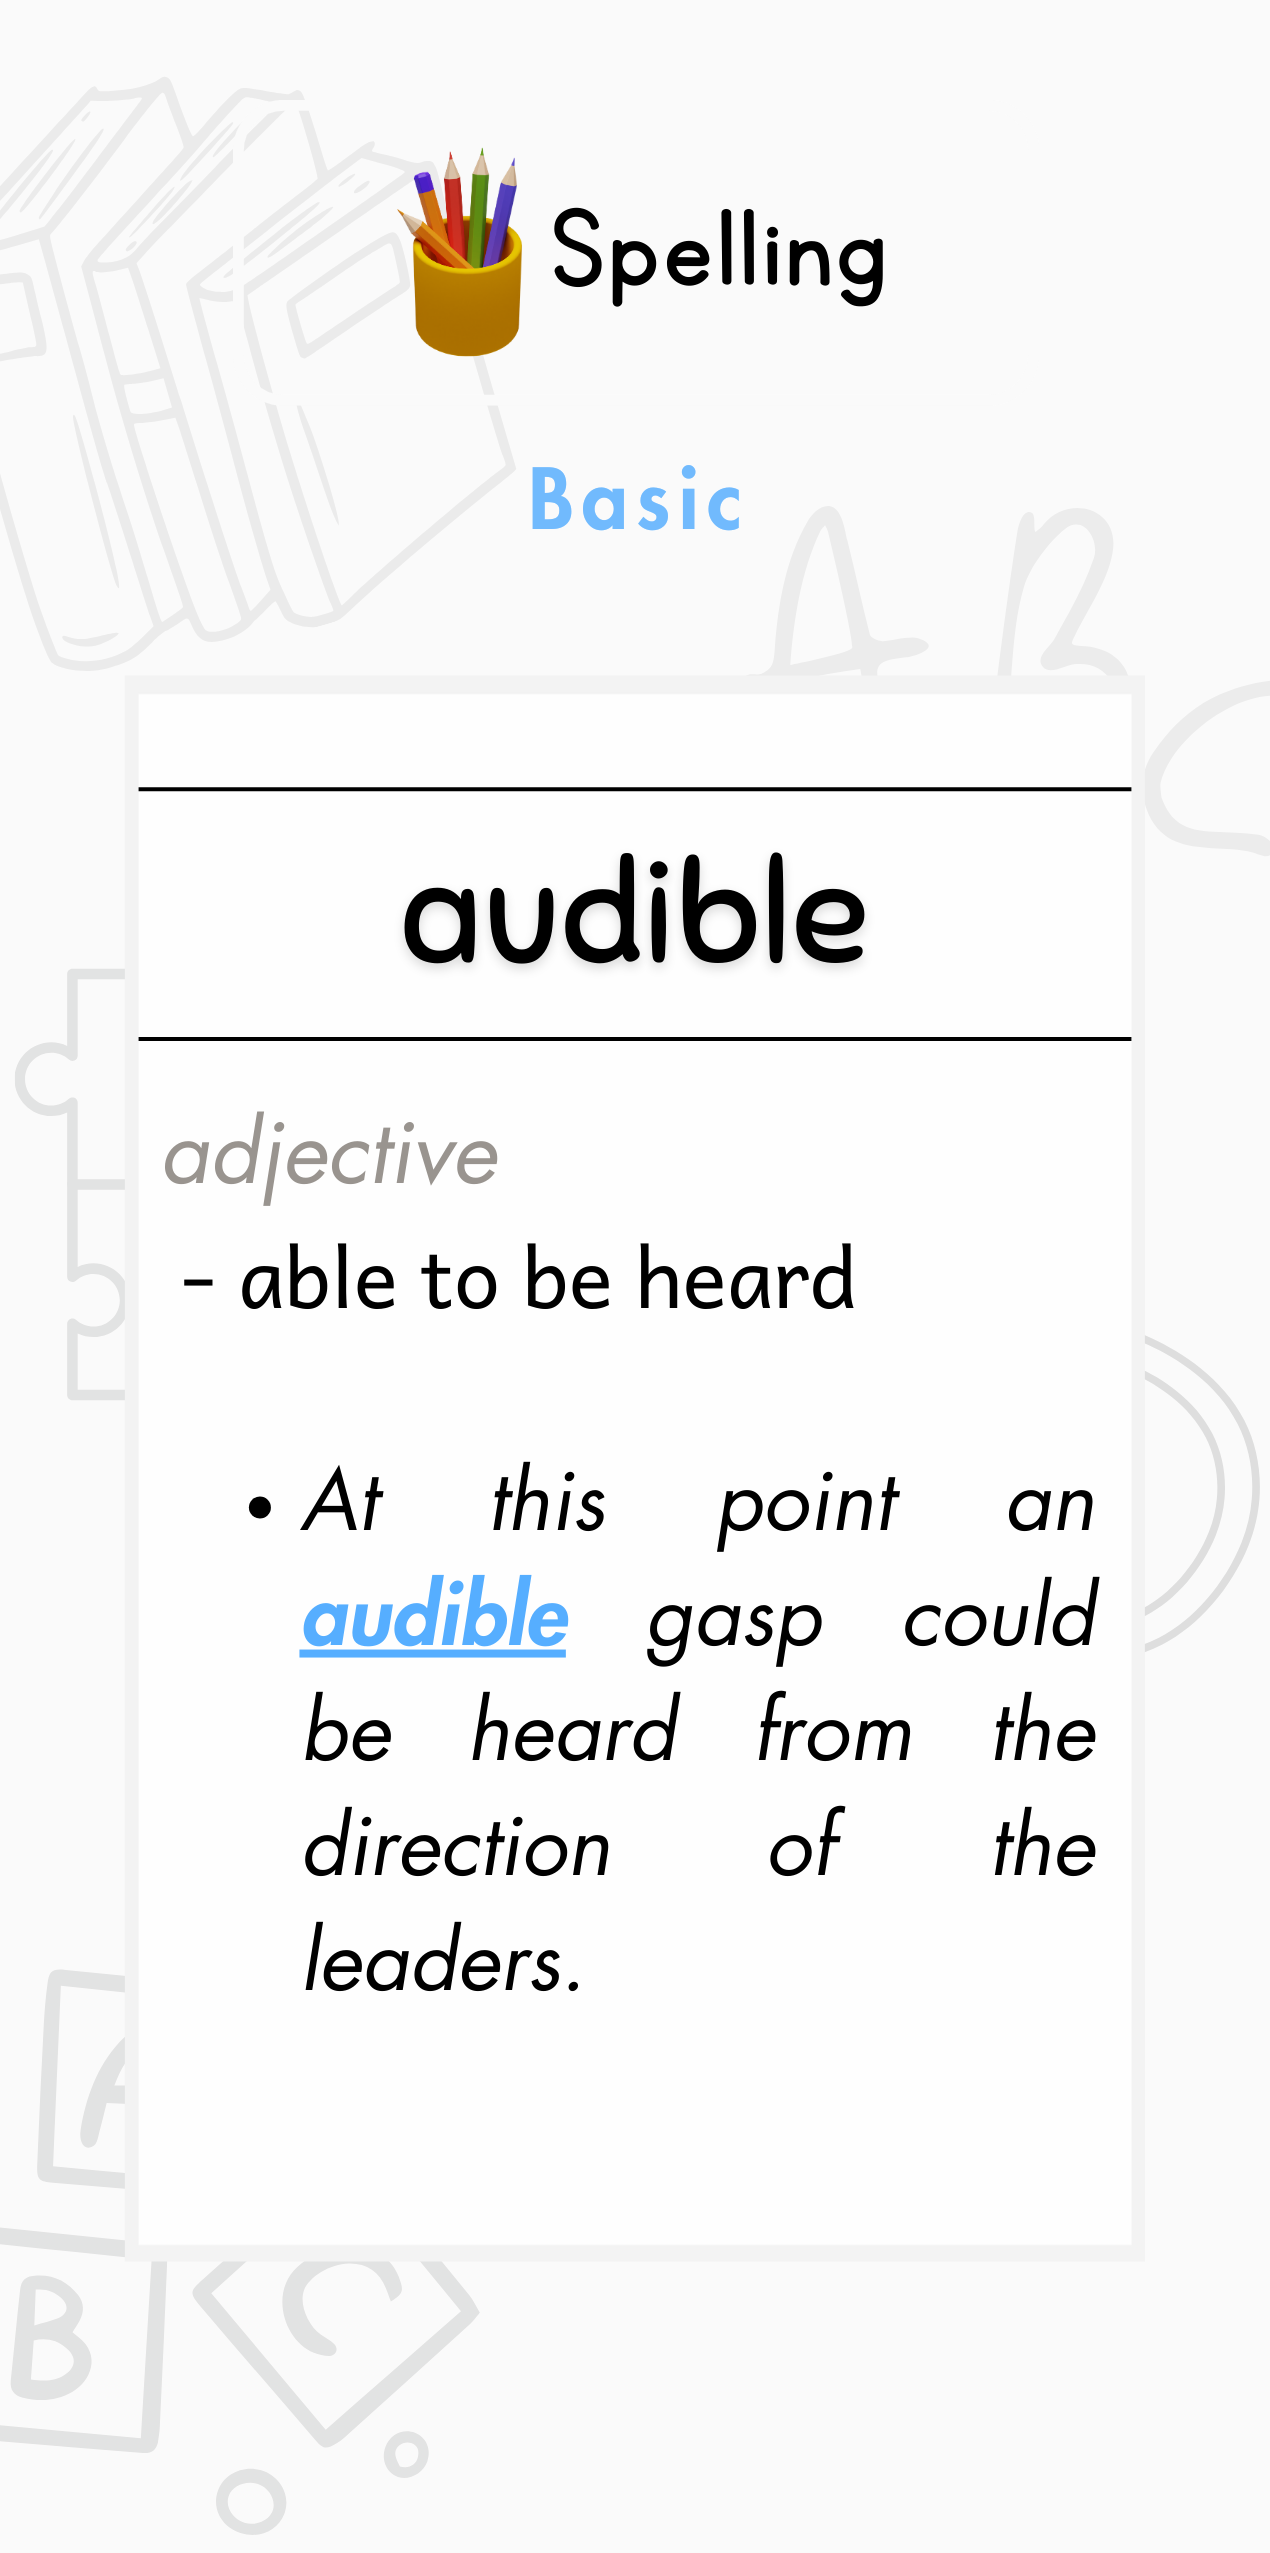 Spelling
Basic
audible
adjective
- able to be heard
• At this point an
audible gasp could
be heard from the
direction of the
leaders.
A B
A
B
C